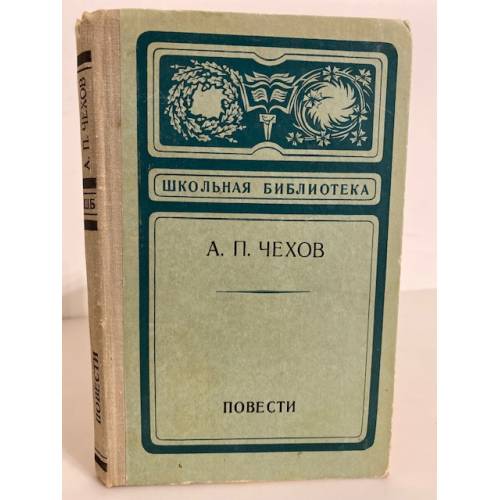 А. П. ЧЕХОВ
ШБ
ПОВЕСТИ
ШКОЛЬНАЯ БИБЛИОТЕКА
А. П. ЧЕХОВ
ПОВЕСТИ